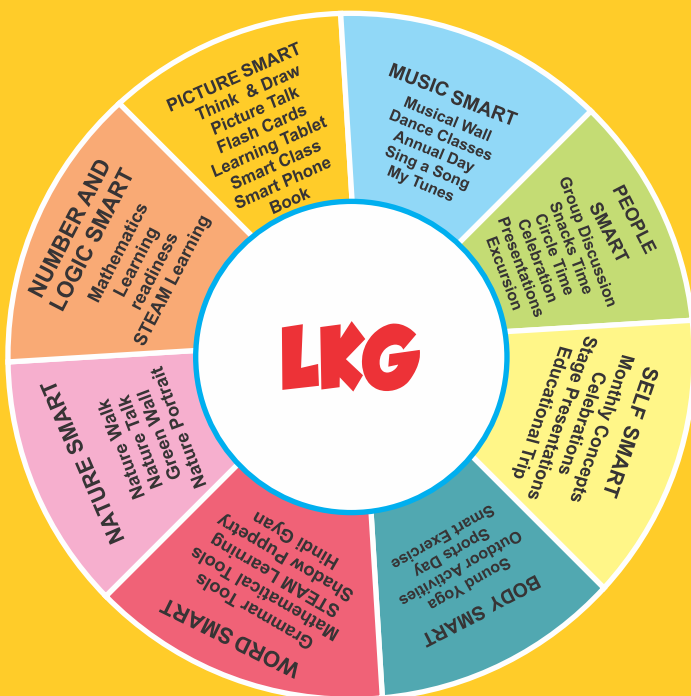 PICTURE SMART
Think & Draw
Picture Talk
Flash Cards
Learning Tablet
Smart Class
Smart Phone
Book
MUSIC SMART
Musical Wall
Dance Classes
Annual Day
Sing a Song
My Tunes
PEOPLE
SMART
Group Discussion
Snacks Time
Circle Time
Celebration
Presentations
Excursion
SELF SMART
Monthly Concepts
Celebrations
Stage Presentations
Educational Trip
BODY SMART
Sound Yoga
Outdoor Activities
Sports Day
Smart Exercise
WORD SMART
Grammar Tools
Mathematical Tools
STEAM Learning
Shadow Puppetry
Hindi Gyan
NATURE SMART
Nature Walk
Nature Talk
Green Wall
Nature Portrait
NUMBER AND
LOGIC SMART
Mathematics
Learning
readiness
STEAM Learning
LKG